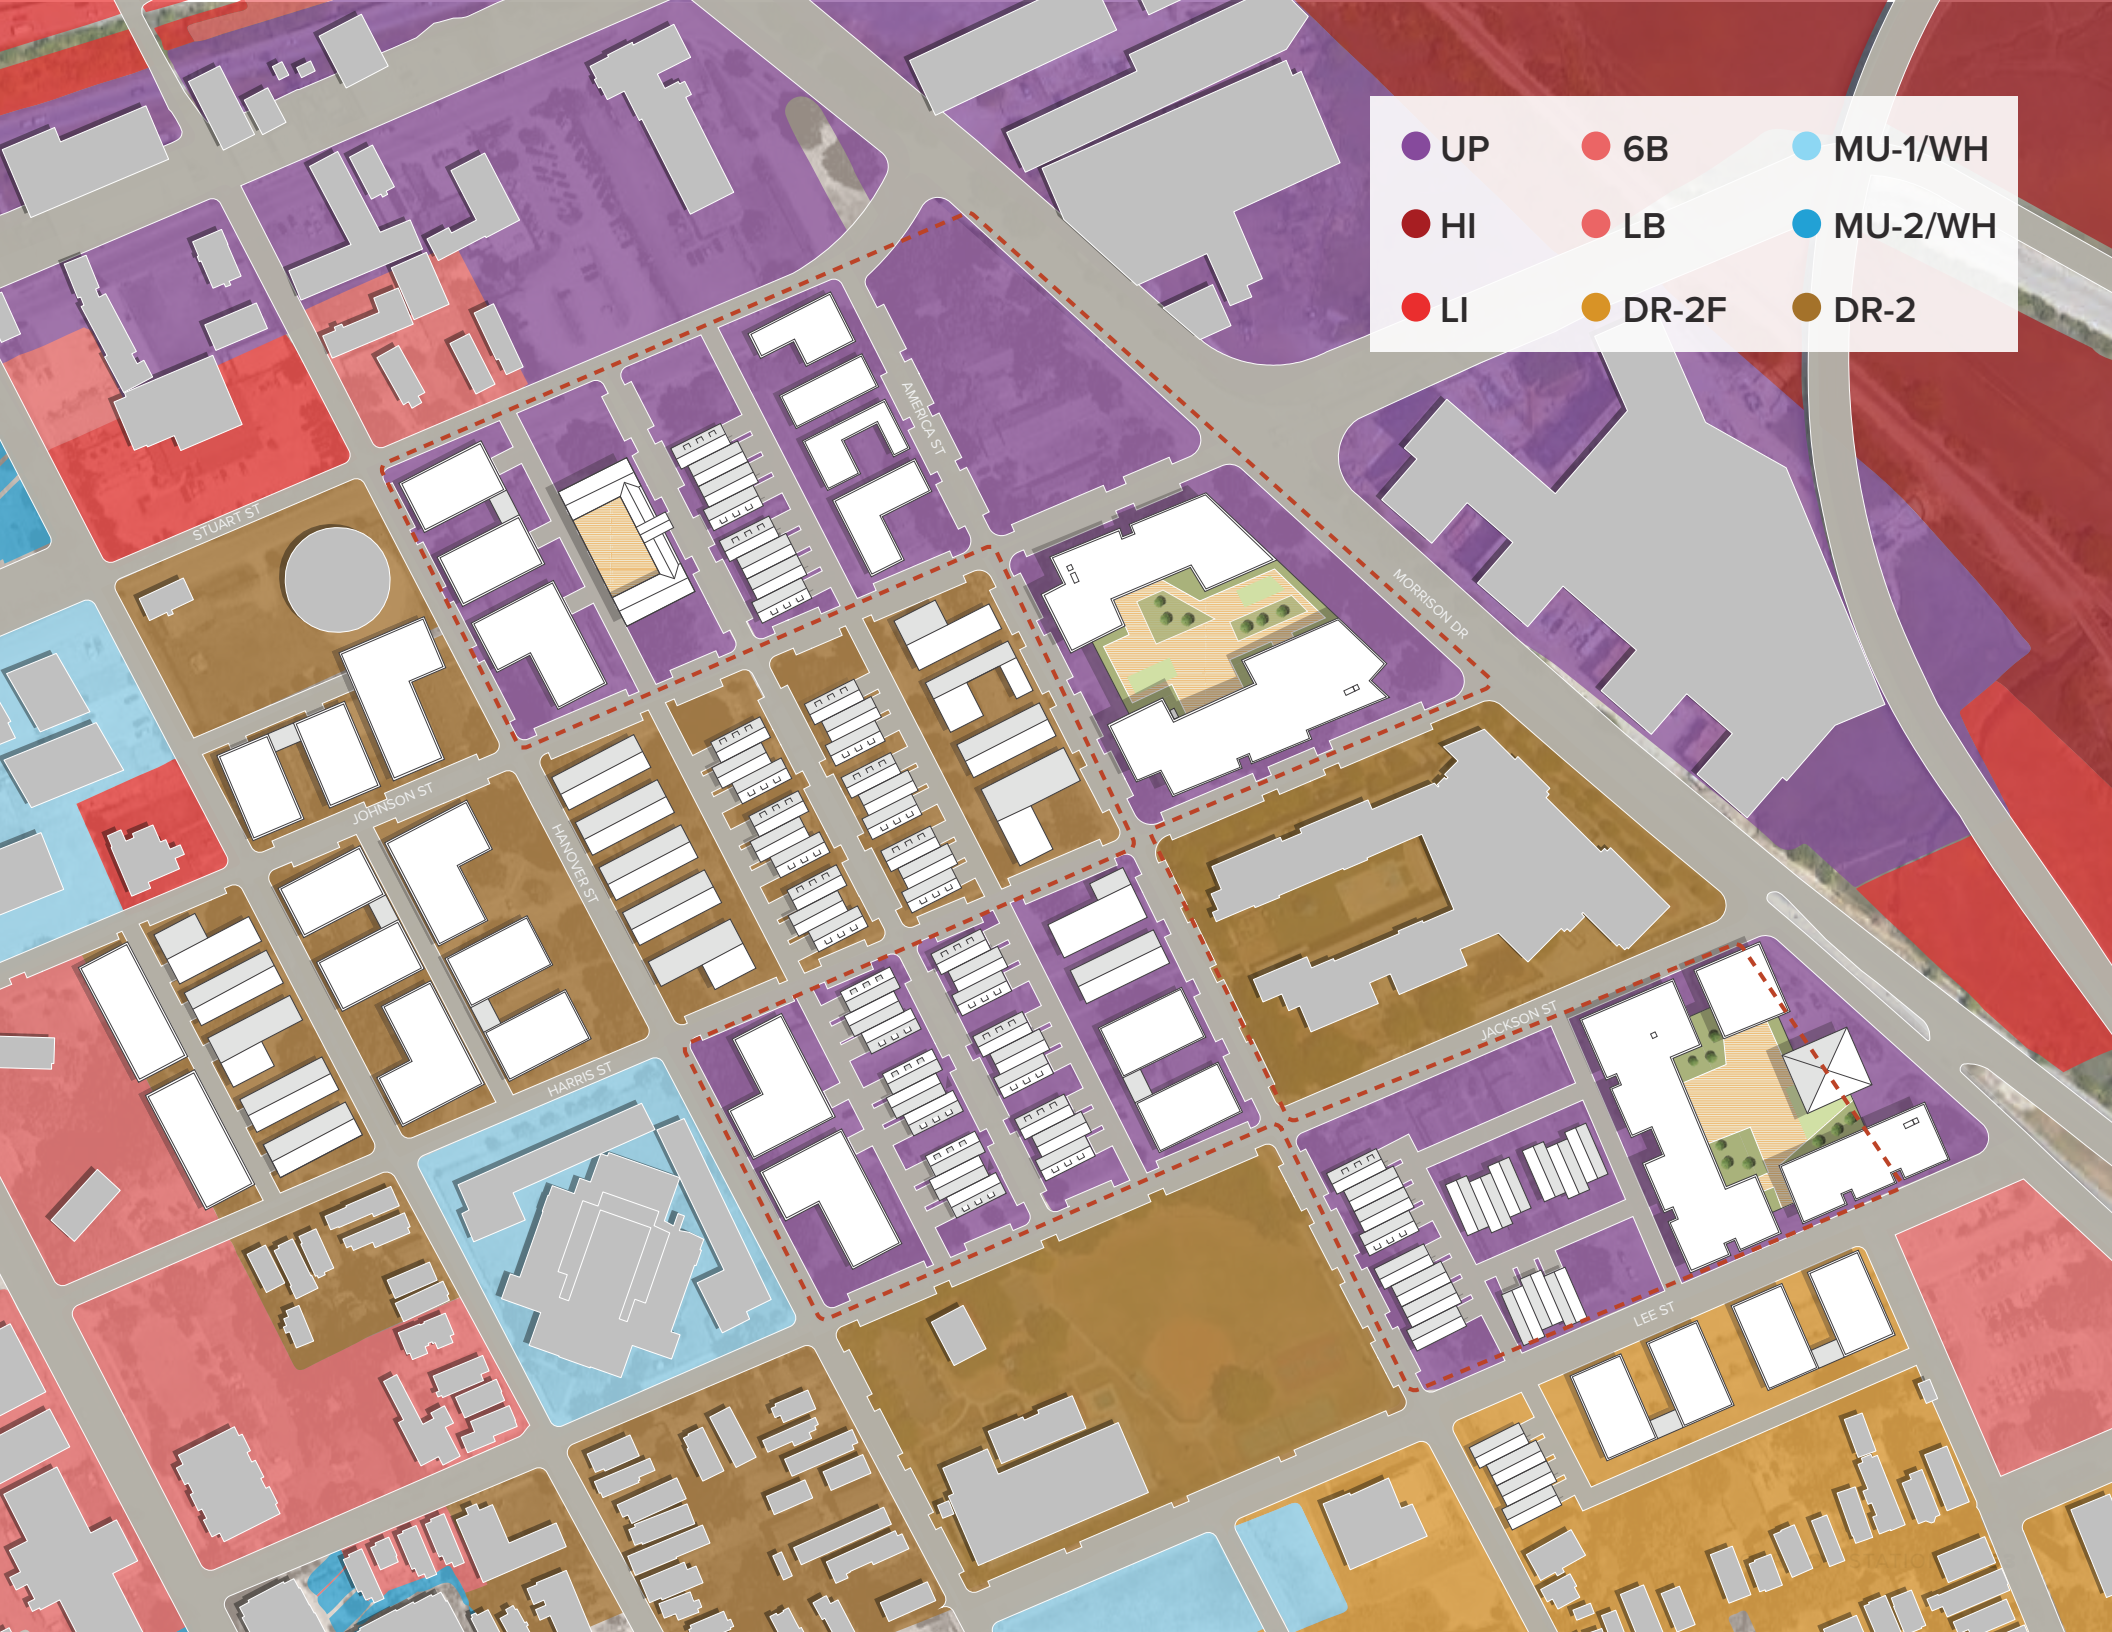 UP
6B
MU-1/WH
HI
LB
MU-2/WH
LI
DR-2F
DR-2
AMERICA ST
STUART ST
MORRISON DR
JOHNSON ST
HANOVER ST
JACKSON ST
HARRIS ST
LEE ST